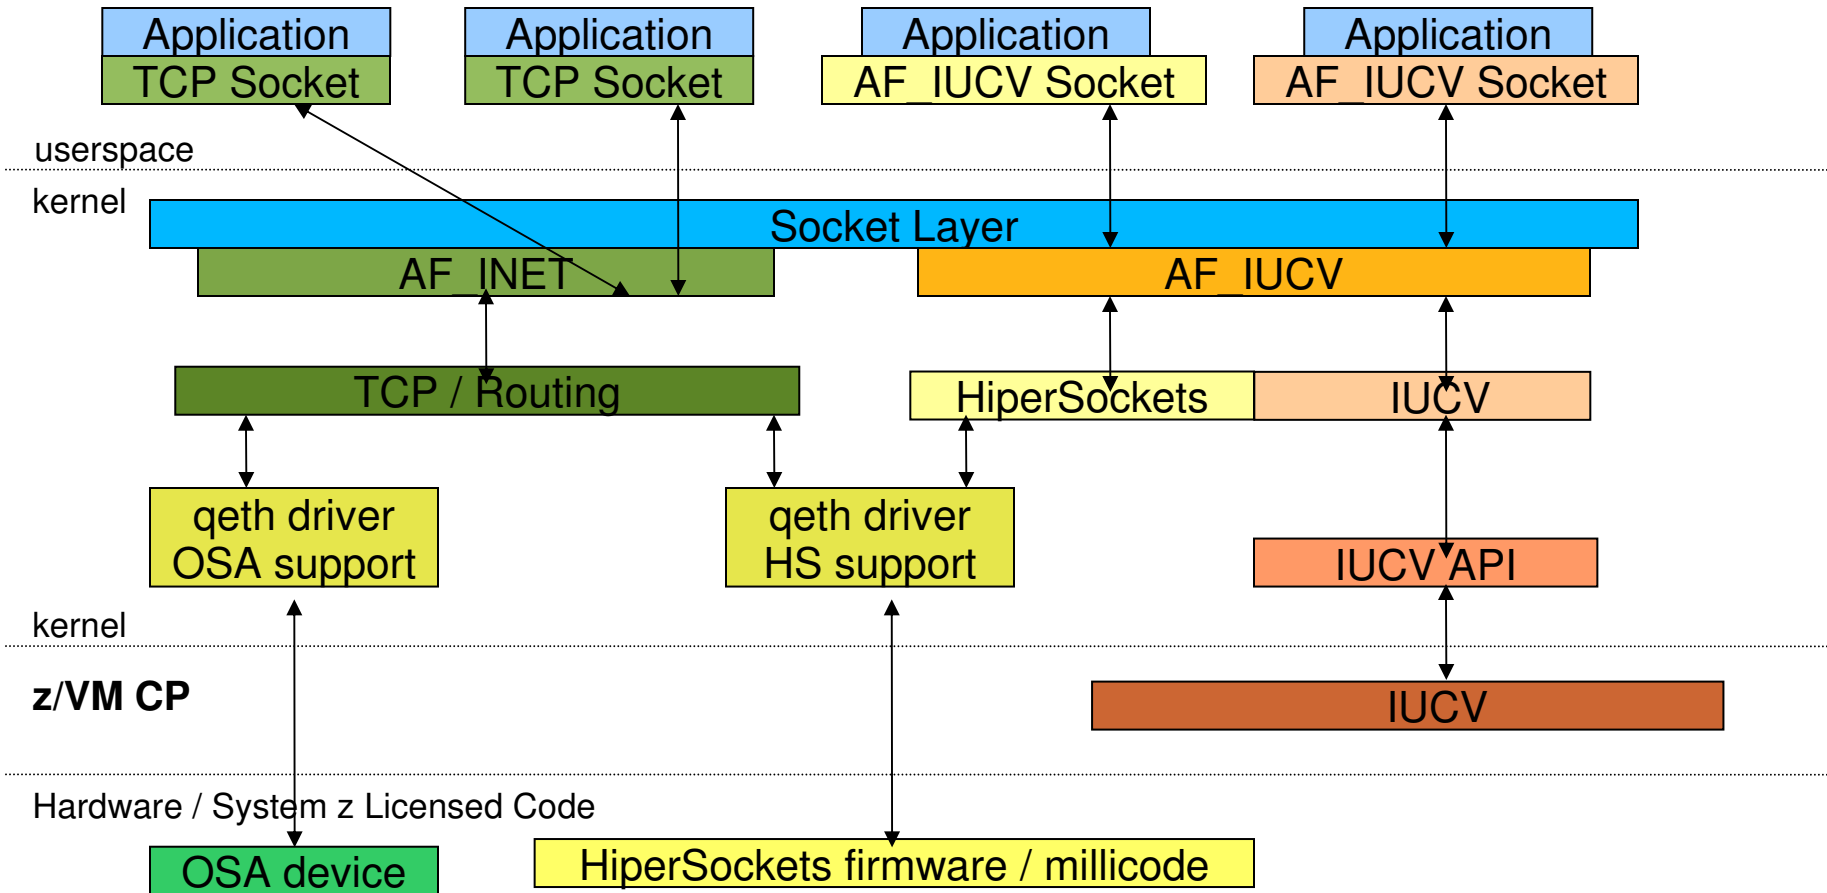 Application
Application
Application
Application
TCP Socket
TCP Socket
AF_IUCV Socket
AF_IUCV Socket
userspace
kernel
Socket Layer
AF_INET
AF_IUCV
TCP / Routing
HiperSockets
IUCV
qeth driver
OSA support
qeth driver
HS support
IUCV API
kernel
z/VM CP
IUCV
Hardware / System z Licensed Code
OSA device
HiperSockets firmware / millicode